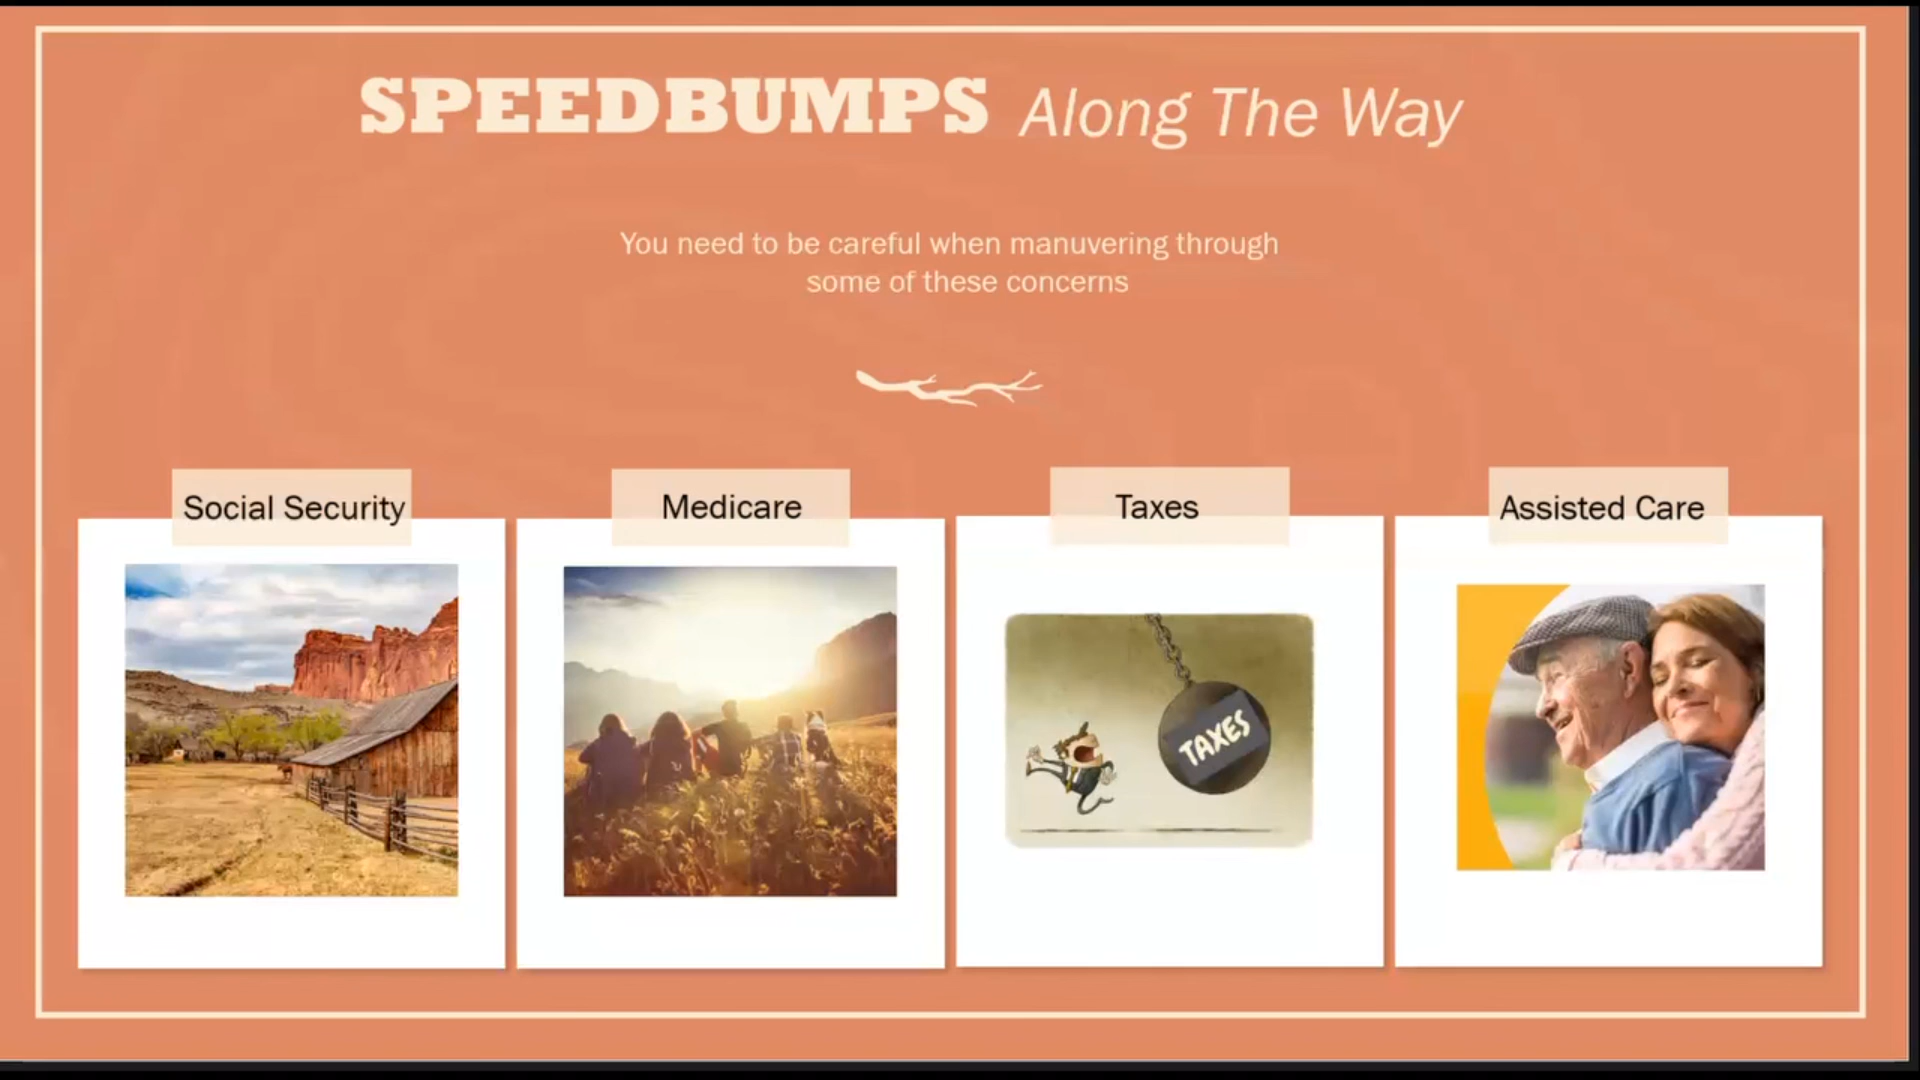 SPEEDBUMPS Along The Way
You need to be careful when manuvering through
some of these concerns
Social Security
Medicare
Taxes
Assisted Care
TAXES